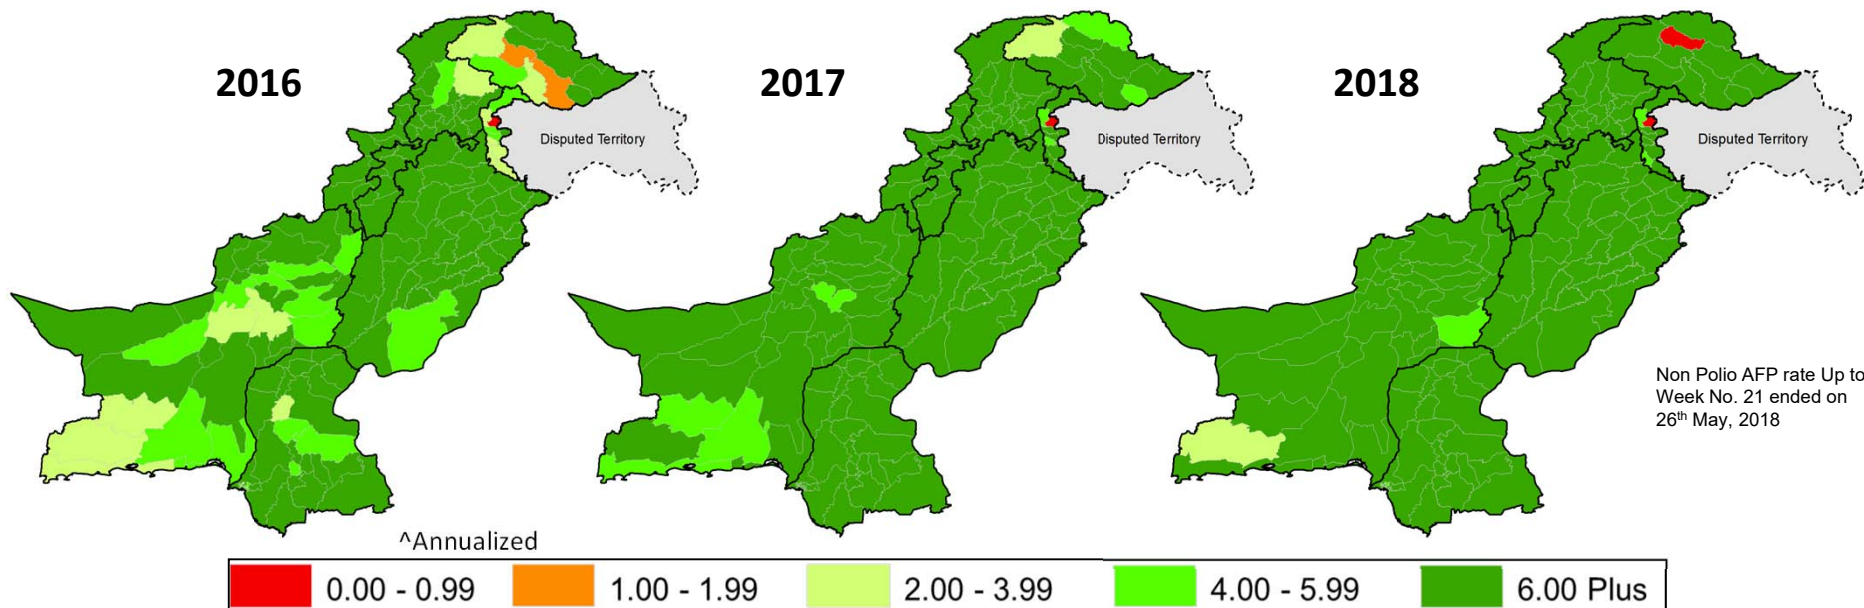 2016
2017
2018
Disputed Territory
Disputed Territory
Disputed Territory
Non Polio AFP rate Up to
Week No. 21 ended on
26th May, 2018
^Annualized
0.00 - 0.99
1.00 - 1.99
2.00 - 3.99
4.00 - 5.99
6.00 Plus